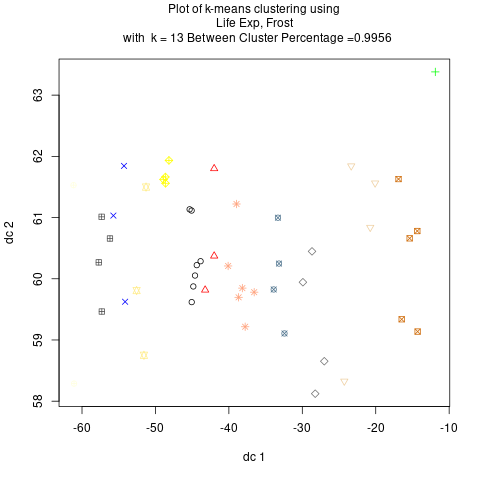 Plot of k-means clustering using
Life Exp, Frost
with  k = 13 Between Cluster Percentage =0.9956
63
62
61
60
59
58
dc 2
-60 -50 -40 -30 -20 -10
dc 1